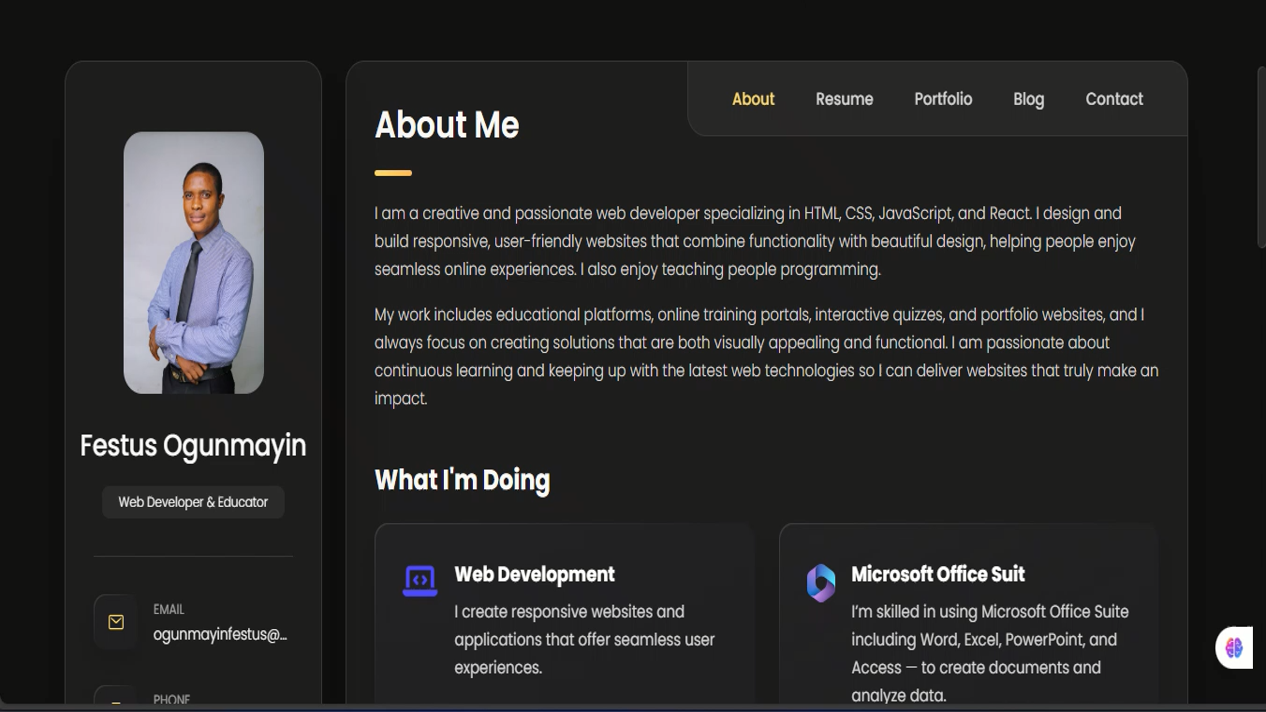 About
Resume
Portfolio
Blog
Contact
About Me
I am a creative and passionate web developer specializing in HTML, CSS, JavaScript, and React. I design and
build responsive, user-friendly websites that combine functionality with beautiful design, helping people enjoy
seamless online experiences. I also enjoy teaching people programming.
My work includes educational platforms, online training portals, interactive quizzes, and portfolio websites, and I
always focus on creating solutions that are both visually appealing and functional. I am passionate about
continuous learning and keeping up with the latest web technologies so I can deliver websites that truly make an
impact.
Festus Ogunmayin
Web Developer & Educator
EMAIL
ogunmayinfestus@...
PHONE
What I'm Doing
Web Development
I create responsive websites and
applications that offer seamless user
experiences.
Microsoft Office Suit
I'm skilled in using Microsoft Office Suite
including Word, Excel, PowerPoint, and
Access — to create documents and
analyze data.